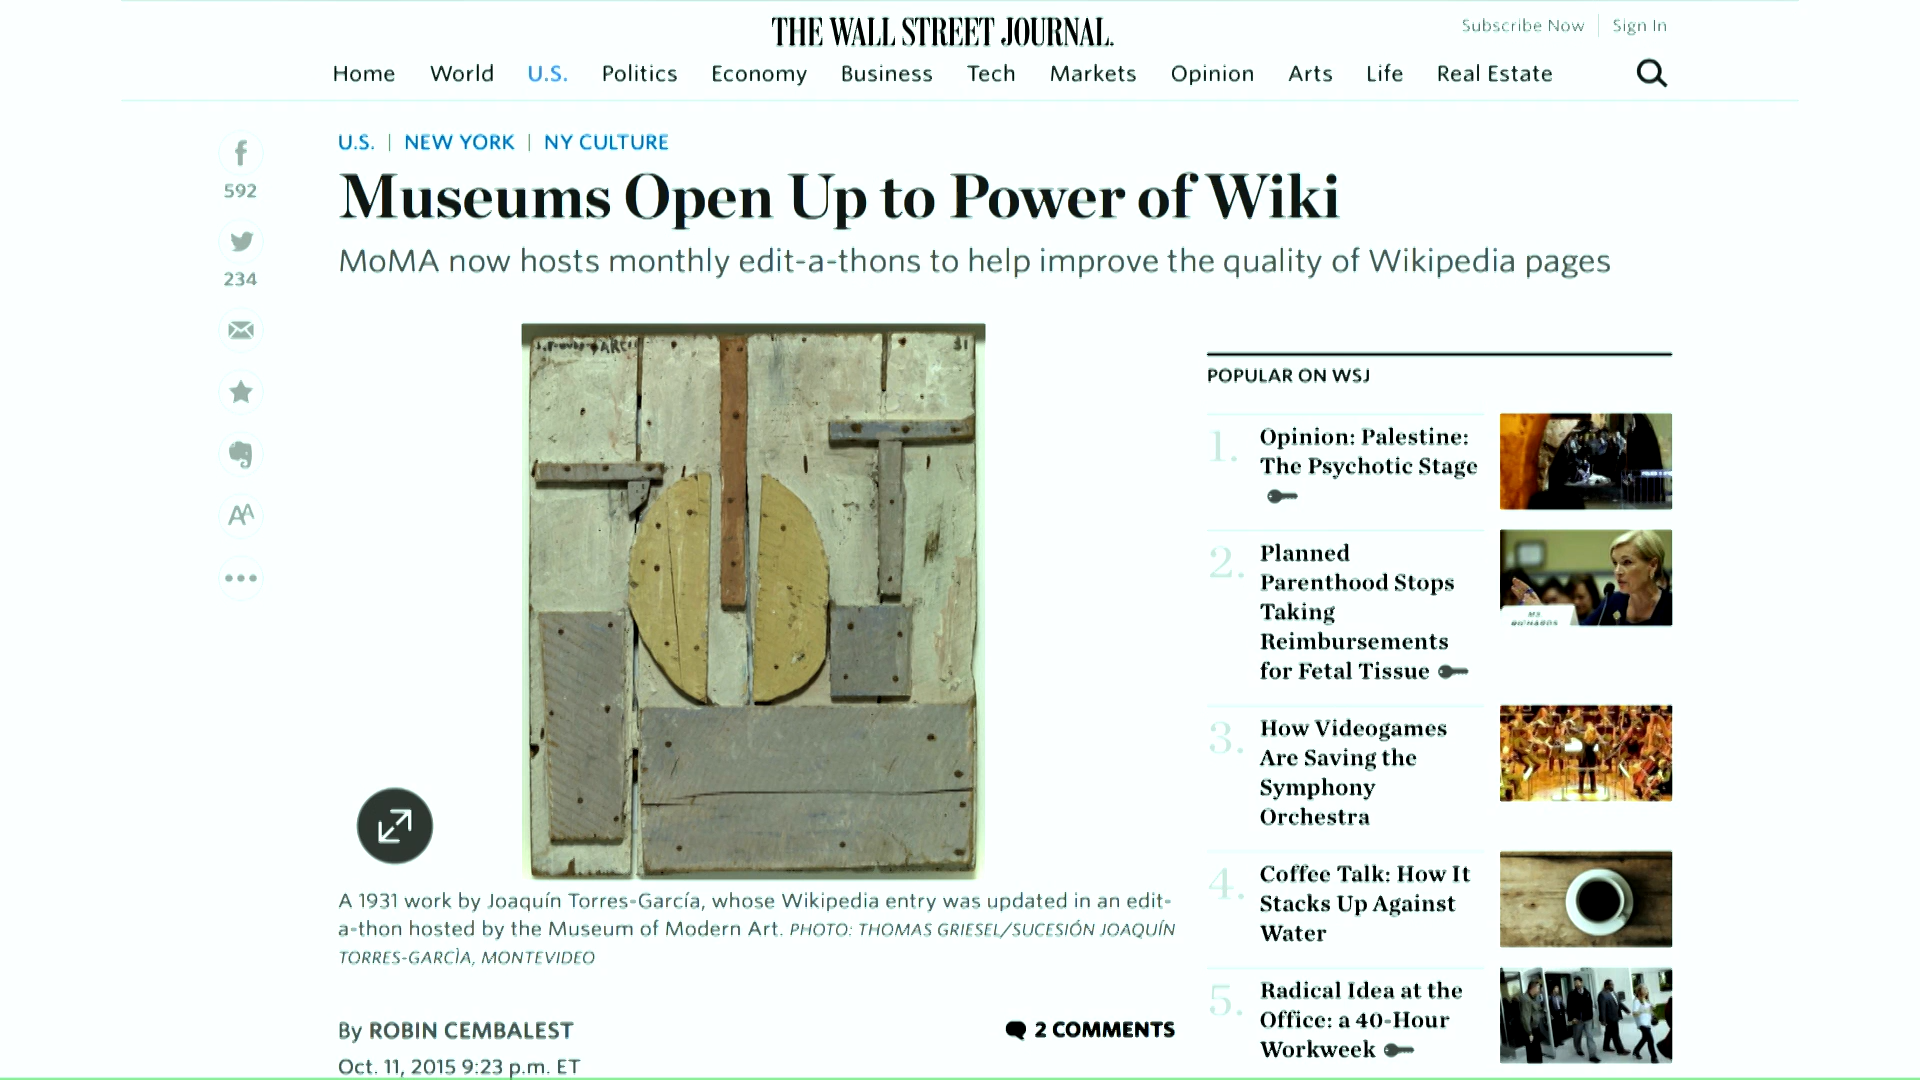 THE WALL STREET JOURNAL.
Subscribe Now
Sign In
Home World U.S. Politics Economy Business Tech Markets Opinion Arts Life Real Estate
U.S. | NEW YORK | NY CULTURE
Museums Open Up to Power of Wiki
MoMA now hosts monthly edit-a-thons to help improve the quality of Wikipedia pages
592
234
AA
31
A 1931 work by Joaquín Torres-García, whose Wikipedia entry was updated in an edit-
a-thon hosted by the Museum of Modern Art. PHOTO: THOMAS GRIESEL/SUCESIÓN JOAQUÍN
TORRES-GARCÌA, MONTEVIDEO
By ROBIN CEMBALEST
2 COMMENTS
Oct. 11, 2015 9:23 p.m. ET
POPULAR ON WSJ
1. Opinion: Palestine:
The Psychotic Stage
2. Planned
Parenthood Stops
Taking
Reimbursements
for Fetal Tissue
MS.
RICHARDS
3. How Videogames
Are Saving the
Symphony
Orchestra
4. Coffee Talk: How It
Stacks Up Against
Water
5. Radical Idea at the
Office: a 40-Hour
Workweek